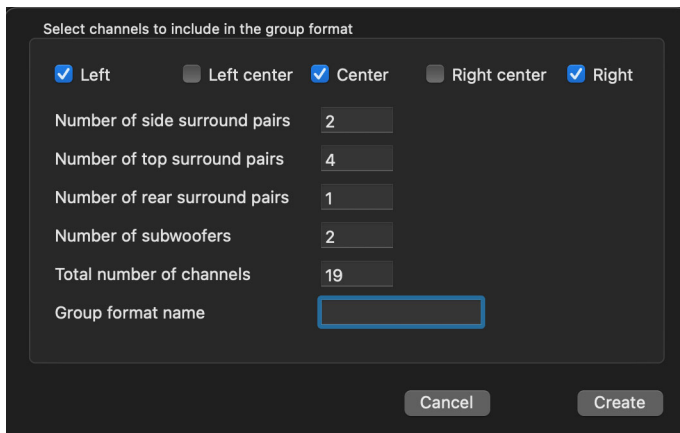 Select channels to include in the group format
Left Left center Center Right center Right
Number of side surround pairs 2
Number of top surround pairs 4
Number of rear surround pairs 1
Number of subwoofers 2
Total number of channels 19
Group format name
Cancel Create